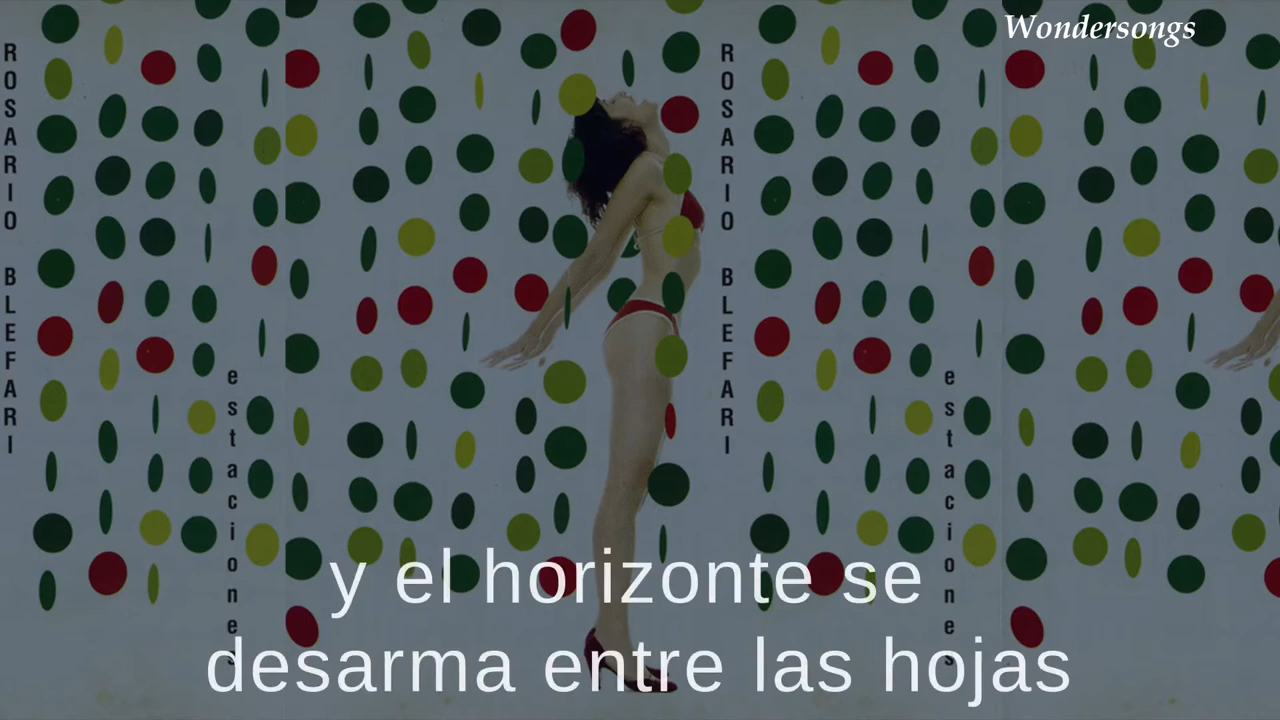 Wondersongs
ROSARIO BLEFARI
estaciones
ROSARIO BLEFARI
estaciones
y el horizonte se
desarma entre las hojas